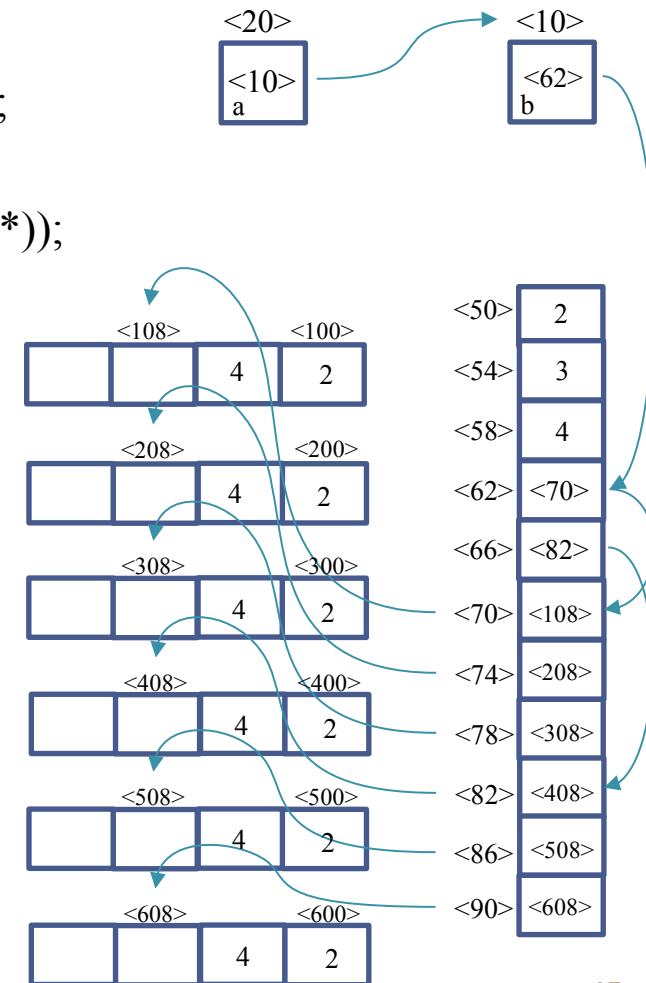 <20> <10>
<10> <62>
; a b
*));
<50> 2
<108> <100>
4 2 <54> 3
<58> 4
<208> <200>
4 2 <62> <70>
<66> <82>
<308> <300>
4 2 <70> <108>
<74> <208>
<408> <400>
4 2 <78> <308>
<82> <408>
<508> <500>
4 2 <86> <508>
<90> <608>
<608> <600>
4 2